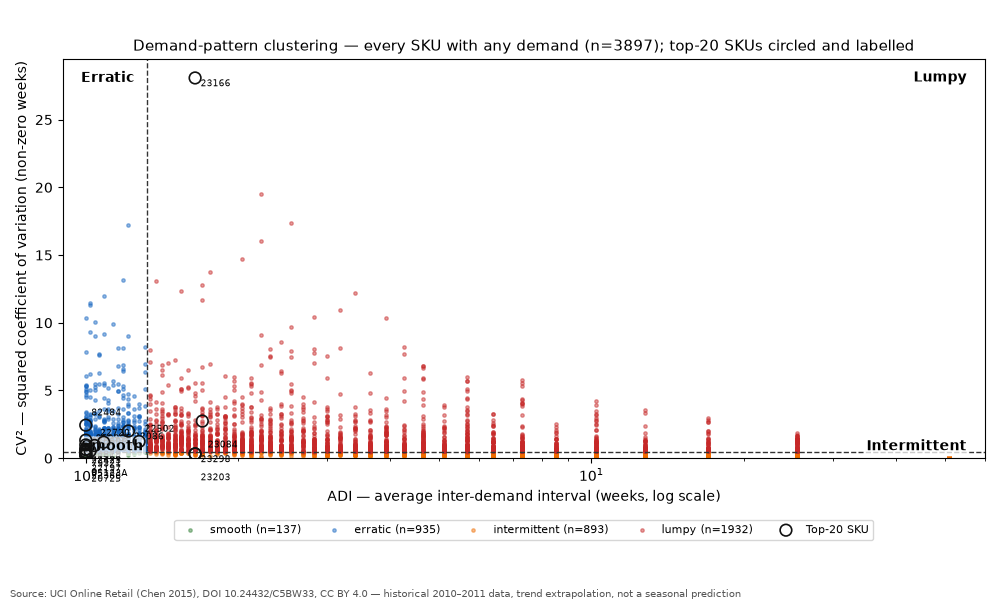 Demand-pattern clustering — every SKU with any demand (n=3897); top-20 SKUs circled and labelled
CV² — squared coefficient of variation (non-zero weeks)
Erratic
Lumpy
23166
25
20
15
10
5
0
82484
22502
23084
Intermittent
23298
23203
20725
10¹
ADI — average inter-demand interval (weeks, log scale)
smooth (n=137)
erratic (n=935)
intermittent (n=893)
lumpy (n=1932)
Top-20 SKU
Source: UCI Online Retail (Chen 2015), DOI 10.24432/C5BW33, CC BY 4.0 — historical 2010–2011 data, trend extrapolation, not a seasonal prediction